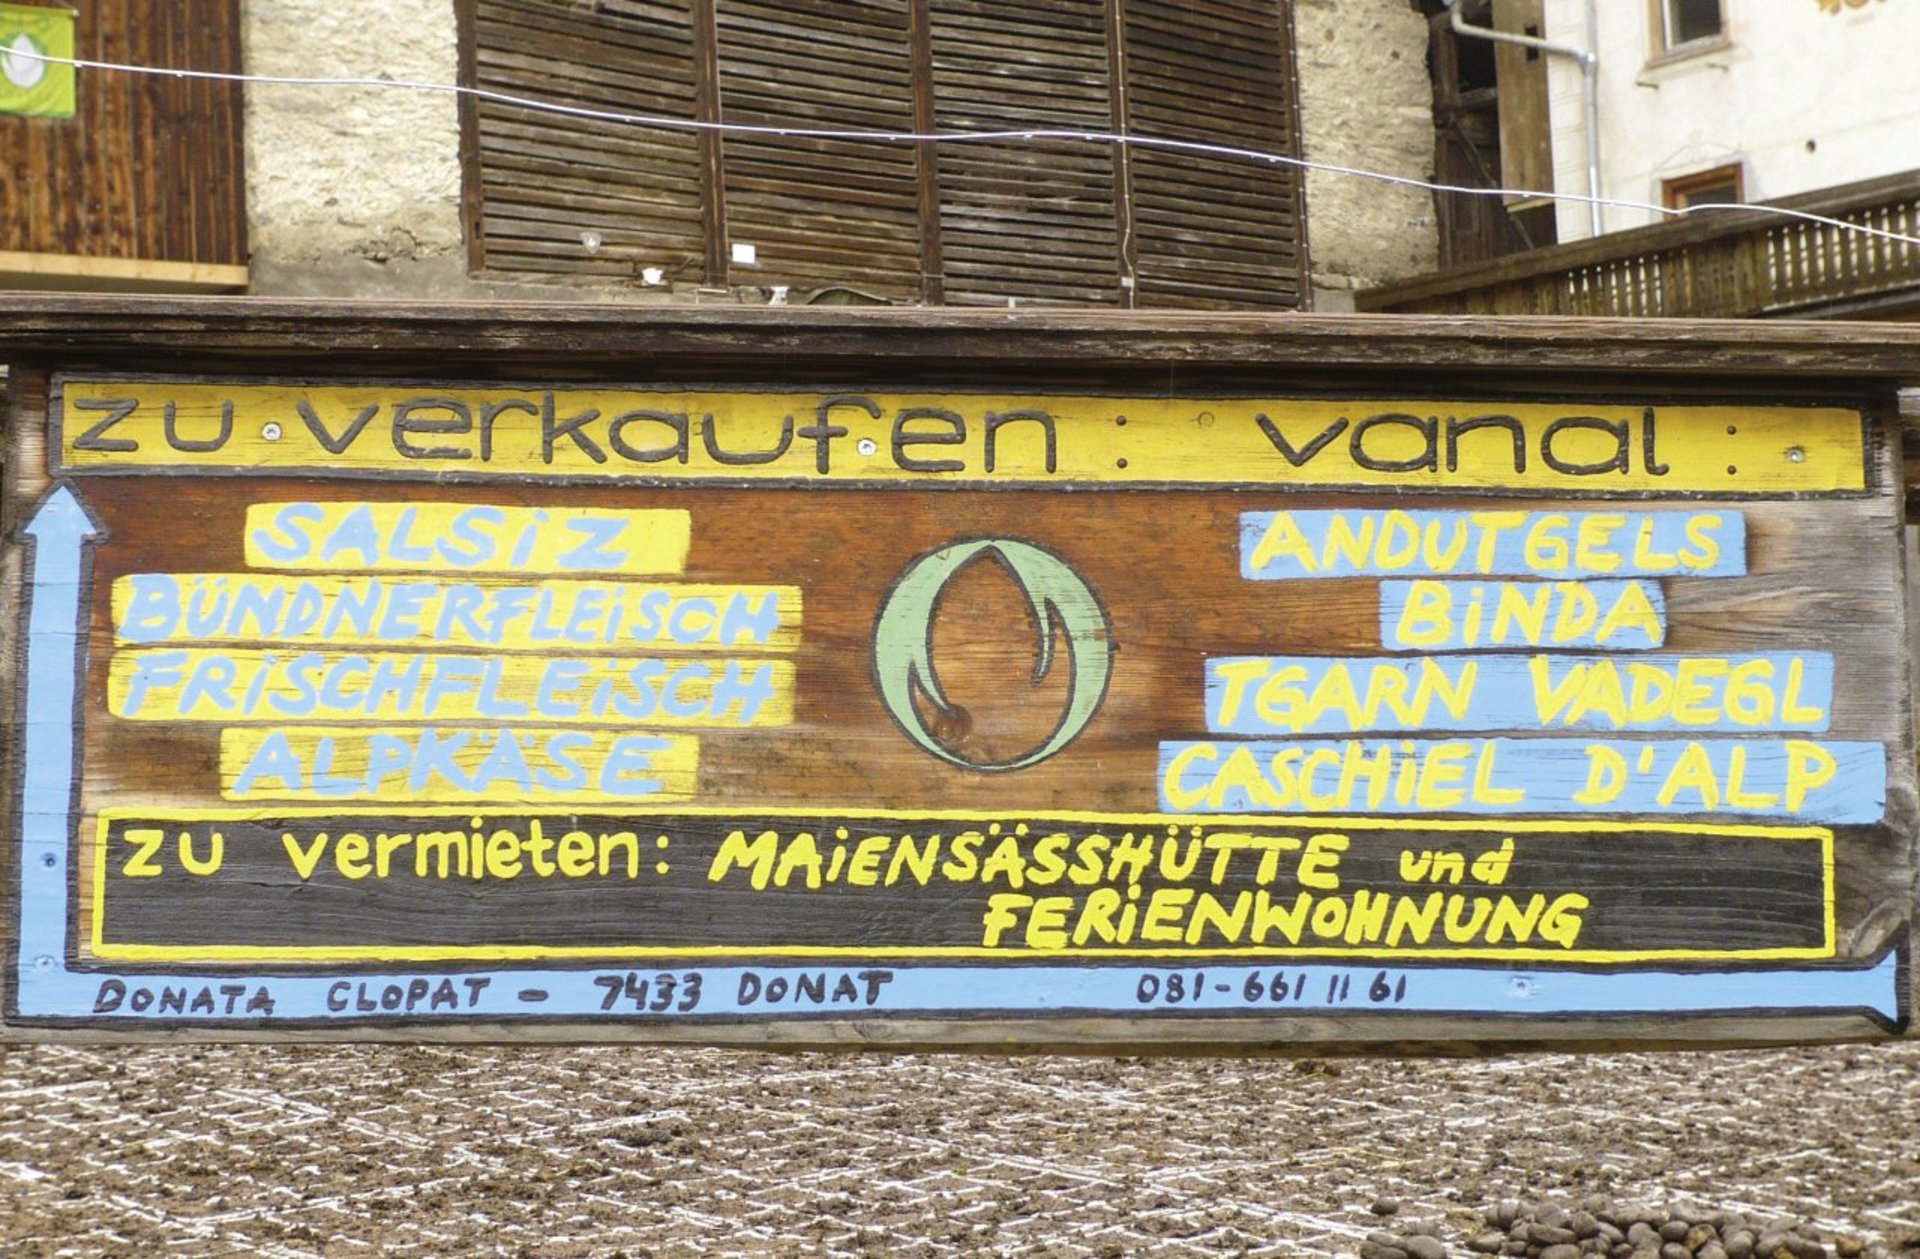 zu verkaufen: vanal:
SALSiZ
BÜNDNERFLEiSCH
FRiSCHFLEiSCH
ALPKÄSE
ANDUTGELS
BiNDA
TGARN VADEGL
CASCHiEL D'ALP
zu vermieten: MAiENSÄSSHÜTTE und
FERiENWOHNUNG
DONATA CLOPAT - 7433 DONAT 081-661 11 61